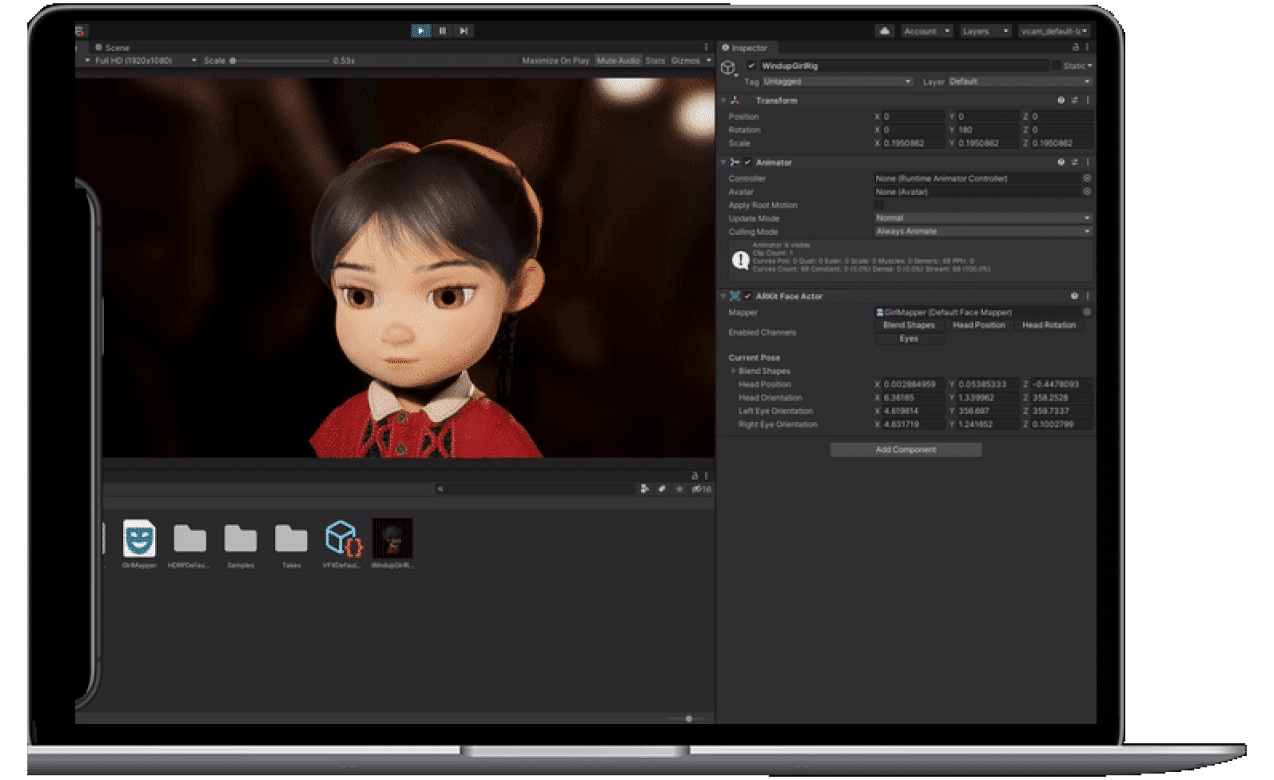 Account Layers vcam_default-la
Scene
Full HD (1920x1080) Scale 0.53x Maximize On Play Mute Audio Stats Gizmos
Inspector
WindupGirlRig Static
Tag Untagged Layer Default
Transform
Position X 0 Y 0 Z 0
Rotation X 0 Y 180 Z 0
Scale X 0.1950862 Y 0.1950862 Z 0.1950862
Animator
Controller None (Runtime Animator Controller)
Avatar None (Avatar)
Apply Root Motion
Update Mode Normal
Culling Mode Always Animate
Animator is visible
Clip Count: 1
Curves Pos: 0 Quat: 0 Euler: 0 Scale: 0 Muscles: 0 Generic: 68 PPtr: 0
Curves Count: 68 Constant: 0 (0.0%) Dense: 0 (0.0%) Stream: 68 (100.0%)
ARKit Face Actor
Mapper GirlMapper (Default Face Mapper)
Enabled Channels Blend Shapes Head Position Head Rotation
Eyes
Current Pose
Blend Shapes
Head Position X 0.002884959 Y 0.05385333 Z -0.4478093
Head Orientation X 6.36165 Y 1.339962 Z 358.2528
Left Eye Orientation X 4.619814 Y 356.697 Z 359.7337
Right Eye Orientation X 4.631719 Y 1.241652 Z 0.1002799
Add Component
16
GirlMapper HDRPDefau... Samples Takes VFXDefaul... WindupGirlR...